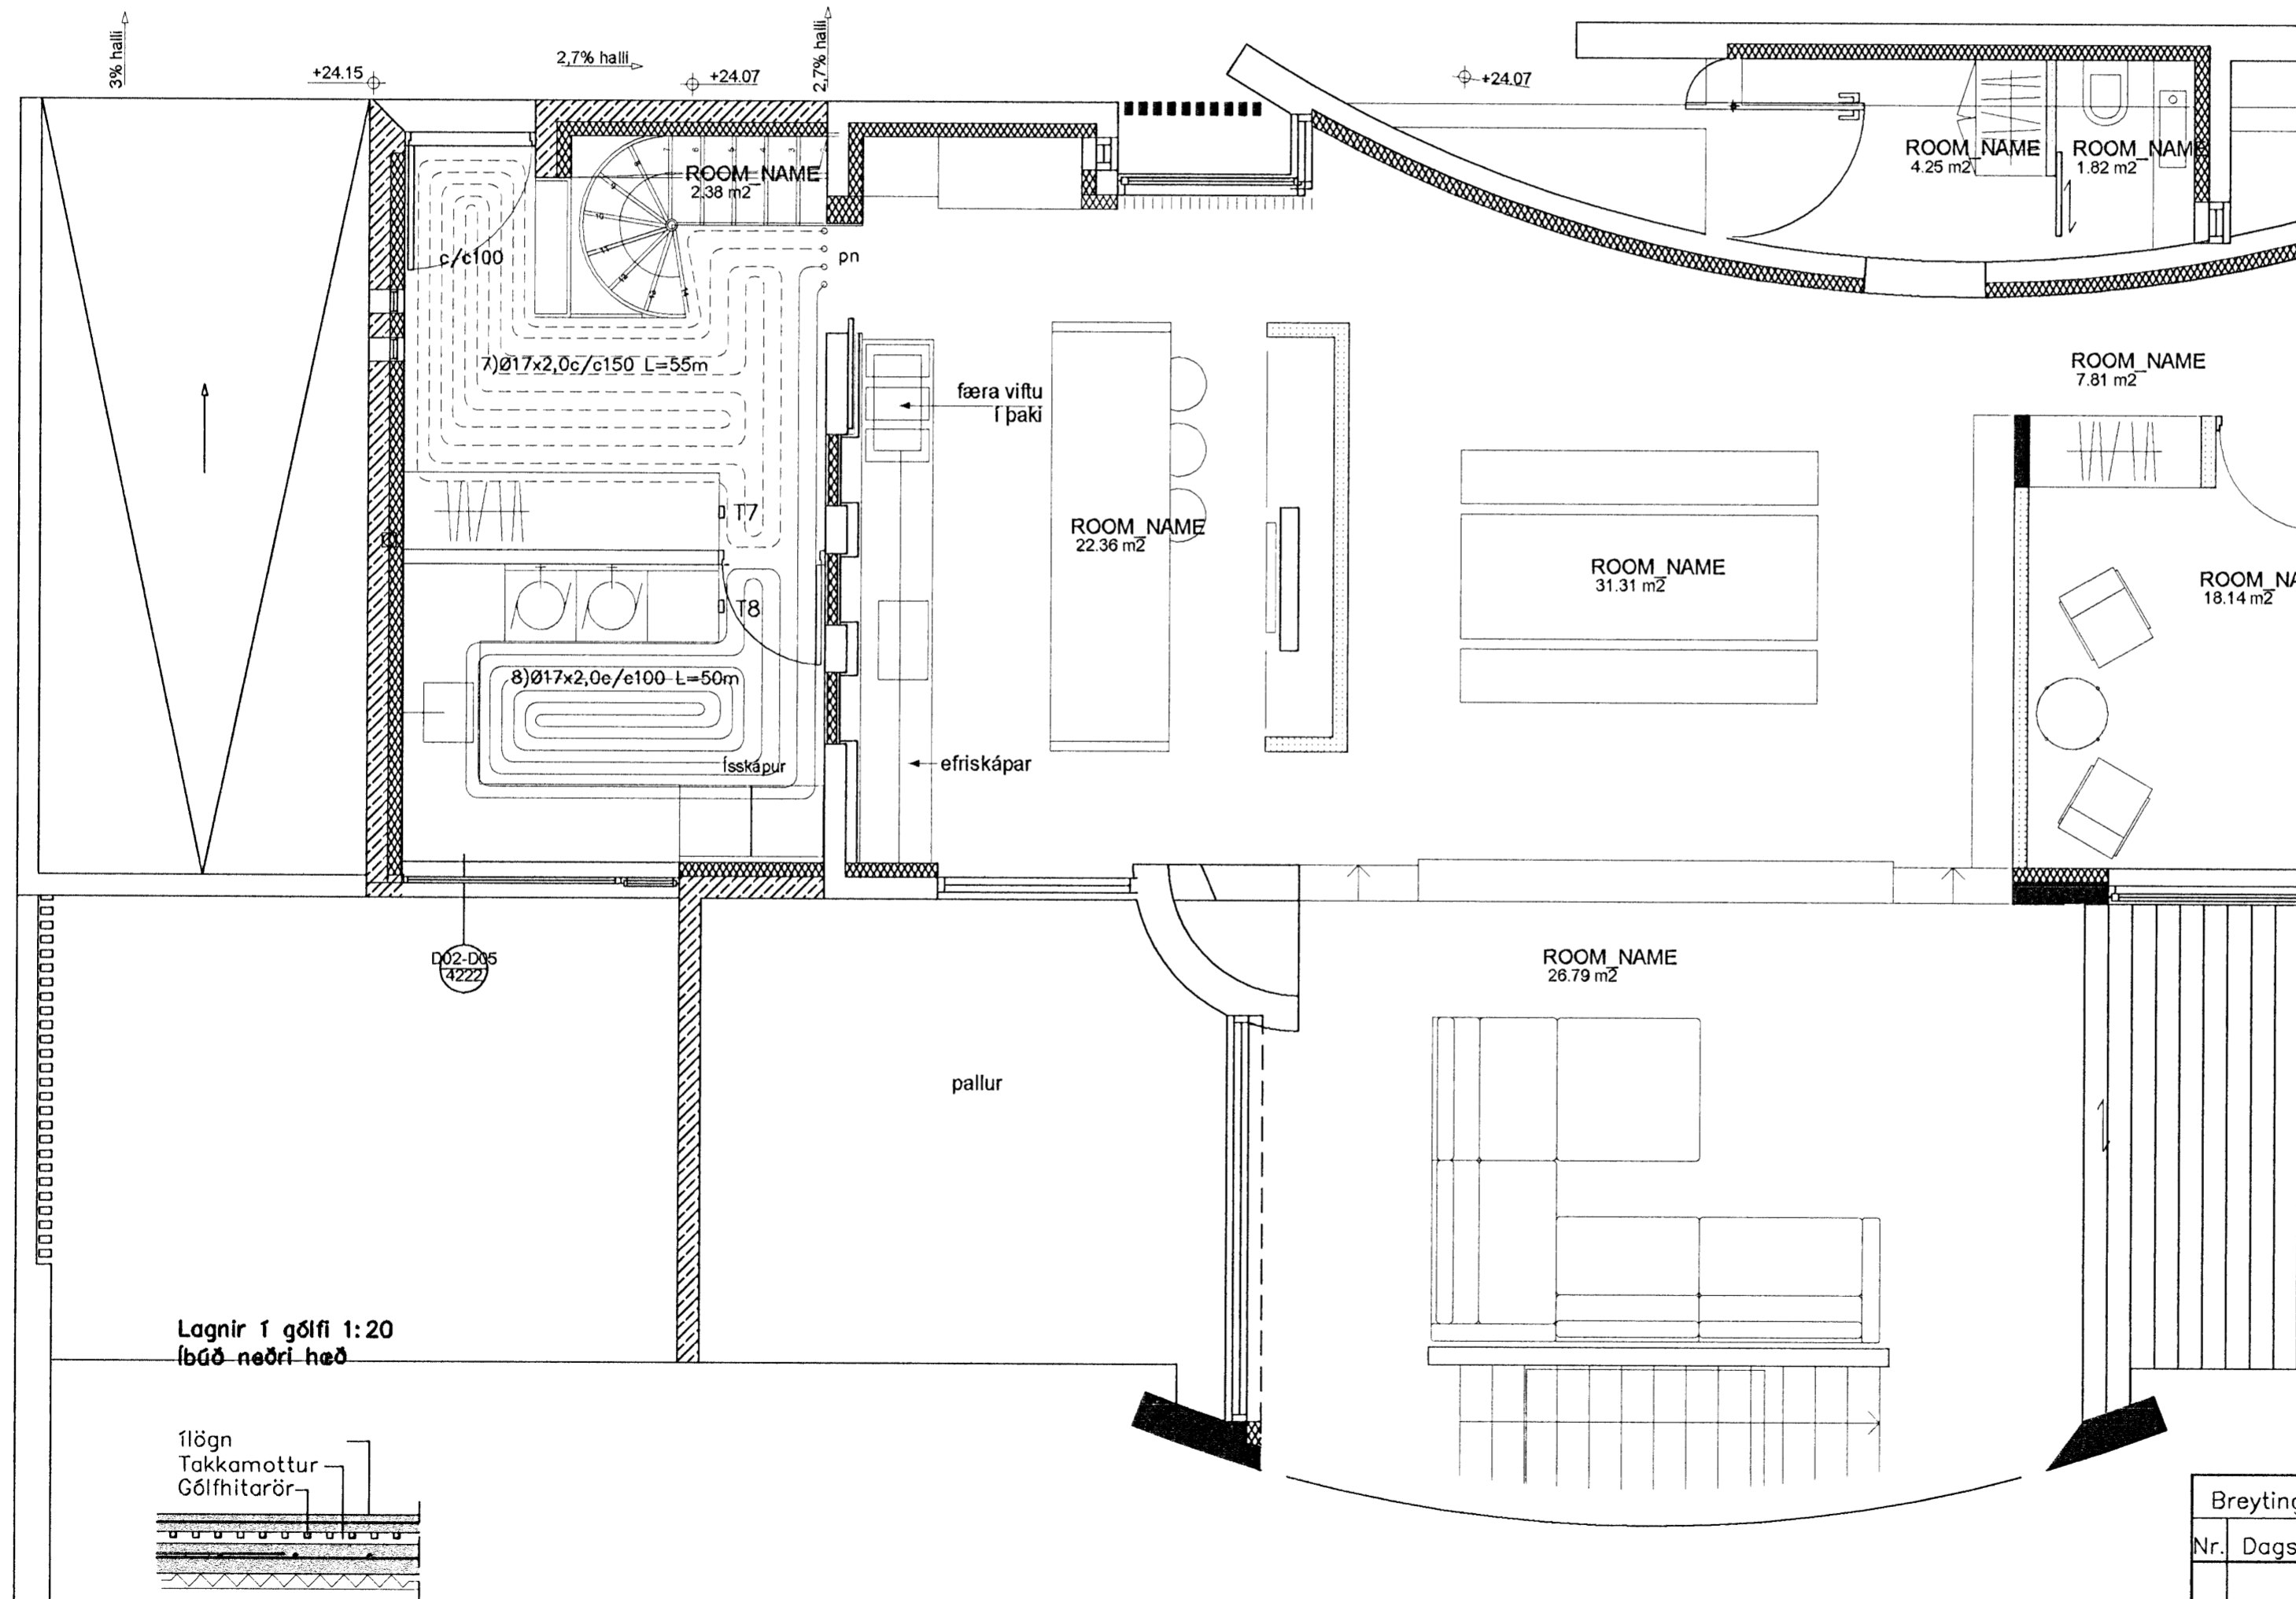 3% halli
+24.15
2,7% halli
+24.07
2,7% halli
+24.07
ROOM_NAME
2.38 m2
ROOM_NAME
4.25 m2
ROOM_NAME
1.82 m2
c/c100
pn
7)Ø17x2,0c/c150 L=55m
færa viftu
í þaki
ROOM_NAME
7.81 m2
T7
ROOM_NAME
22.36 m2
ROOM_NAME
31.31 m2
ROOM_NA
18.14 m2
T8
8)Ø17x2,0c/c100 L=50m
Ísskápur
efriskápar
D02-D05
4222
ROOM_NAME
26.79 m2
pallur
Lagnir í gólfi 1:20
Íbúð neðri hæð
Ílögn
Takkamottur
Gólfhitarör
Breyting
Nr. Dags